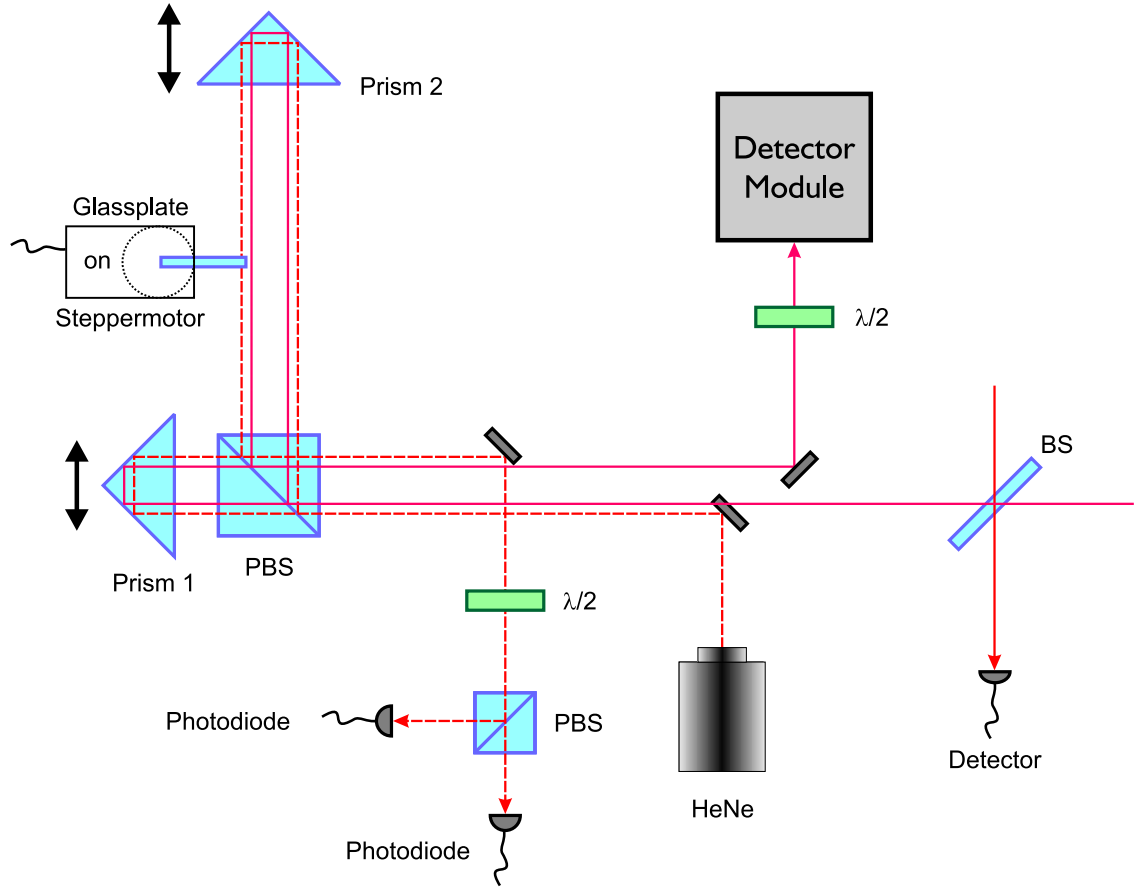 Prism 2
Detector
Module
Glassplate
on
Steppermotor
λ/2
BS
PBS
Prism 1
λ/2
Photodiode
PBS
Detector
HeNe
Photodiode